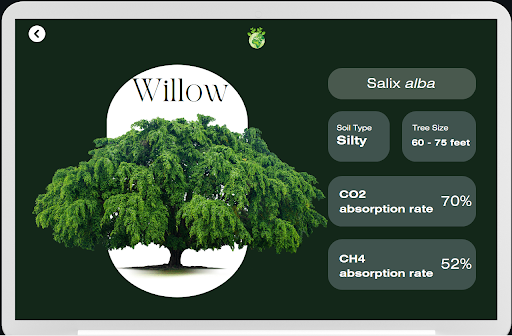 Willow
Salix alba
Soil Type
Silty
Tree Size
60 - 75 feet
CO2
absorption rate 70%
CH4
absorption rate 52%